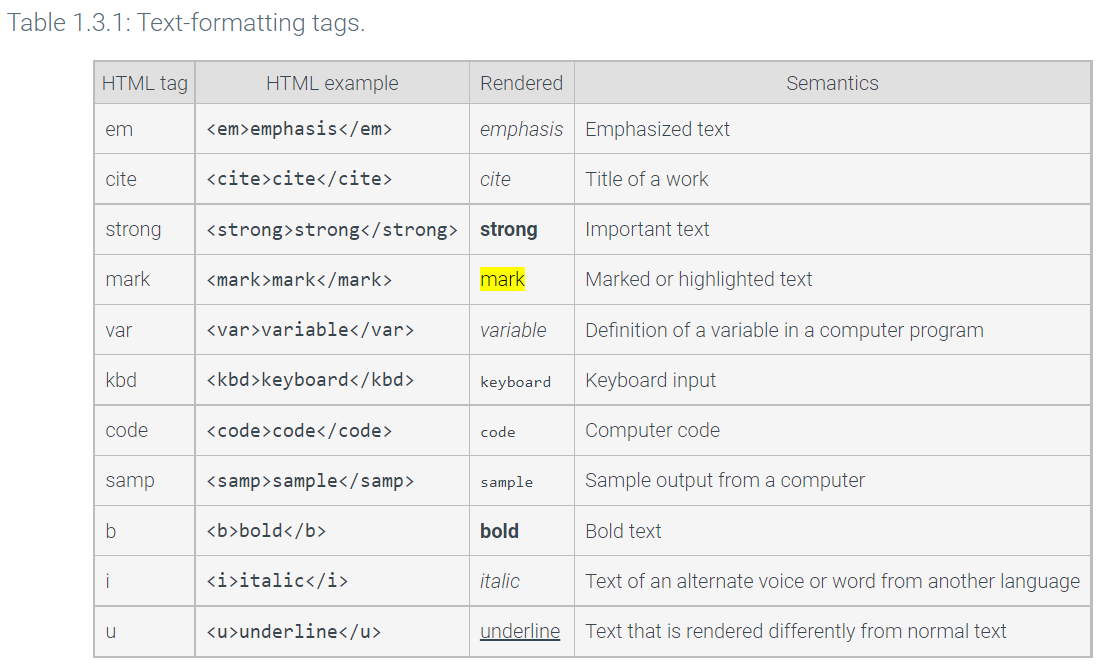 Table 1.3.1: Text-formatting tags.
HTML tag HTML example Rendered Semantics
em <em>emphasis</em> emphasis Emphasized text
cite <cite>cite</cite> cite Title of a work
strong <strong>strong</strong> strong Important text
mark <mark>mark</mark> mark Marked or highlighted text
var <var>variable</var> variable Definition of a variable in a computer program
kbd <kbd>keyboard</kbd> keyboard Keyboard input
code <code>code</code> code Computer code
samp <samp>sample</samp> sample Sample output from a computer
b <b>bold</b> bold Bold text
i <i>italic</i> italic Text of an alternate voice or word from another language
u <u>underline</u> underline Text that is rendered differently from normal text